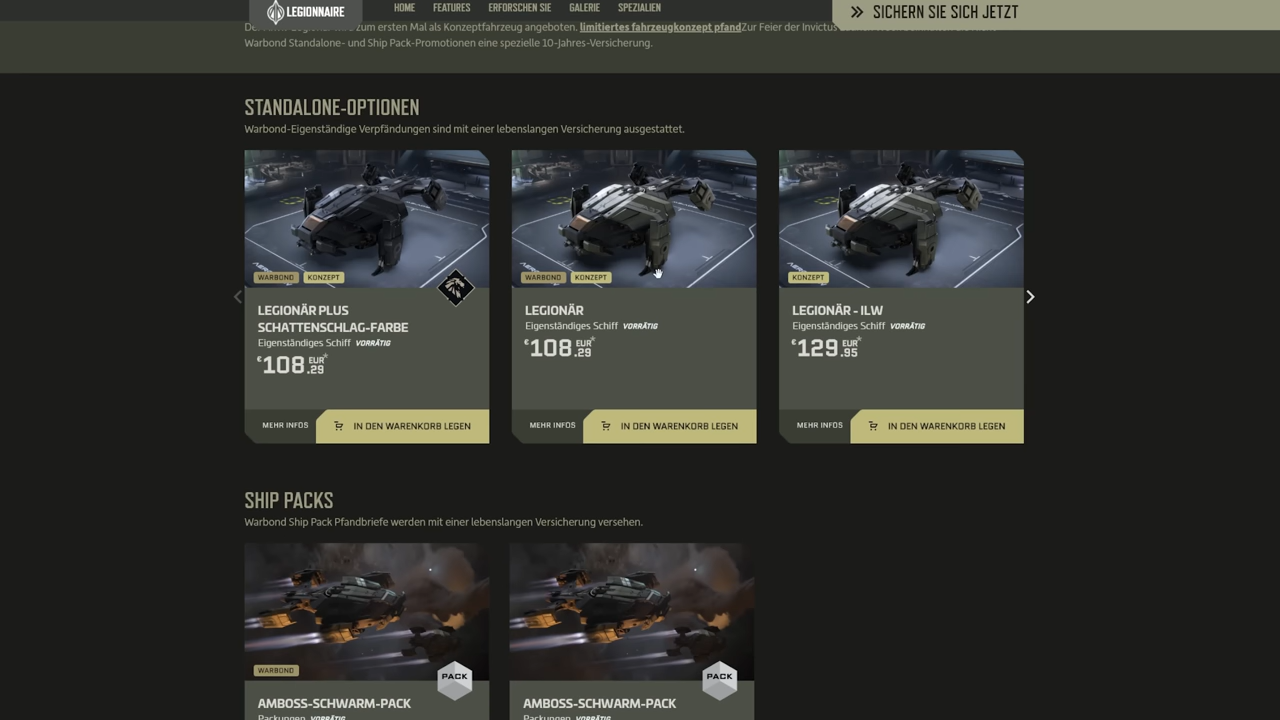 LEGIONNAIRE
HOME FEATURES ERFORSCHEN SIE GALERIE SPEZIALIEN
SICHERN SIE SICH JETZT
zum ersten Mal als Konzeptfahrzeug angeboten. limitiertes fahrzeugkonzept pfandZur Feier der Invictus
Warbond Standalone- und Ship Pack-Promotionen eine spezielle 10-Jahres-Versicherung.
STANDALONE-OPTIONEN
Warbond-Eigenständige Verpfändungen sind mit einer lebenslangen Versicherung ausgestattet.
WARBOND KONZEPT
LEGIONÄR PLUS
SCHATTENSCHLAG-FARBE
Eigenständiges Schiff VORRÄTIG
€108.29 EUR*
MEHR INFOS
IN DEN WARENKORB LEGEN
WARBOND KONZEPT
LEGIONÄR
Eigenständiges Schiff VORRÄTIG
€108.29 EUR*
MEHR INFOS
IN DEN WARENKORB LEGEN
KONZEPT
LEGIONÄR - ILW
Eigenständiges Schiff VORRÄTIG
€129.95 EUR*
MEHR INFOS
IN DEN WARENKORB LEGEN
SHIP PACKS
Warbond Ship Pack Pfandbriefe werden mit einer lebenslangen Versicherung versehen.
WARBOND
PACK
AMBOSS-SCHWARM-PACK
Packungen VORRÄTIG
PACK
AMBOSS-SCHWARM-PACK
Packungen VORRÄTIG